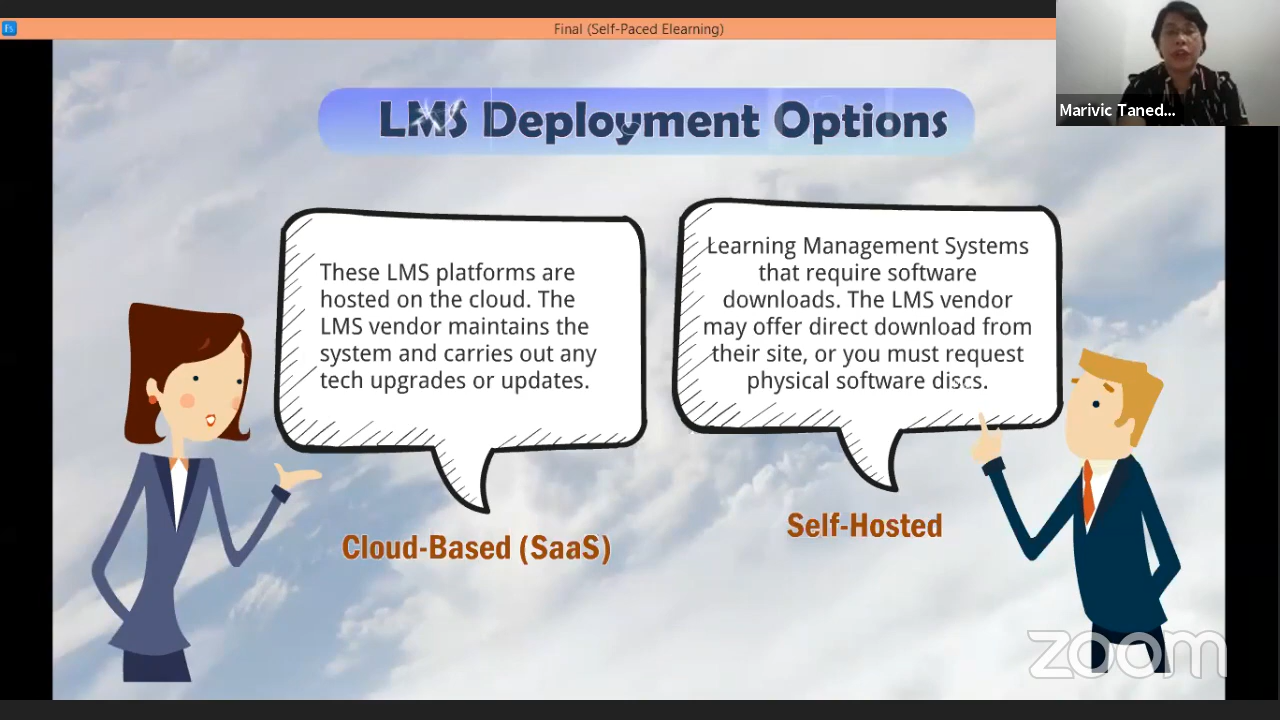 Final (Self-Paced Elearning)
Marivic Taned...
LMS Deployment Options
These LMS platforms are
hosted on the cloud. The
LMS vendor maintains the
system and carries out any
tech upgrades or updates.
Cloud-Based (SaaS)
Learning Management Systems
that require software
downloads. The LMS vendor
may offer direct download from
their site, or you must request
physical software discs.
Self-Hosted
zoom